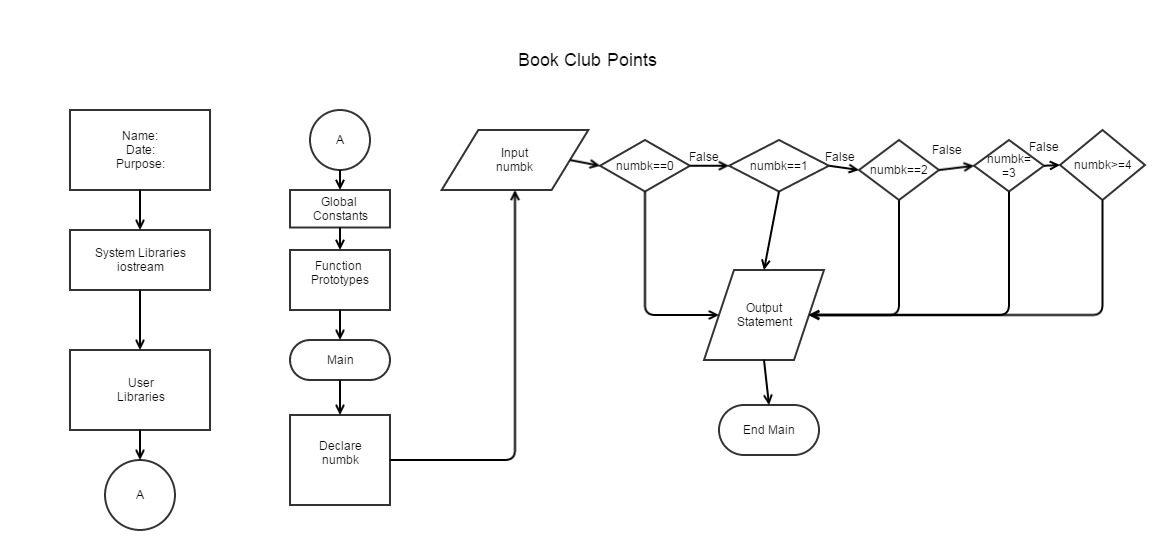 Book Club Points
Name:
Date:
Purpose:
System Libraries
iostream
User
Libraries
A
A
Global
Constants
Function
Prototypes
Main
Declare
numbk
Input
numbk
numbk==0
False
numbk==1
False
numbk==2
False
numbk=
=3
False
numbk>=4
Output
Statement
End Main